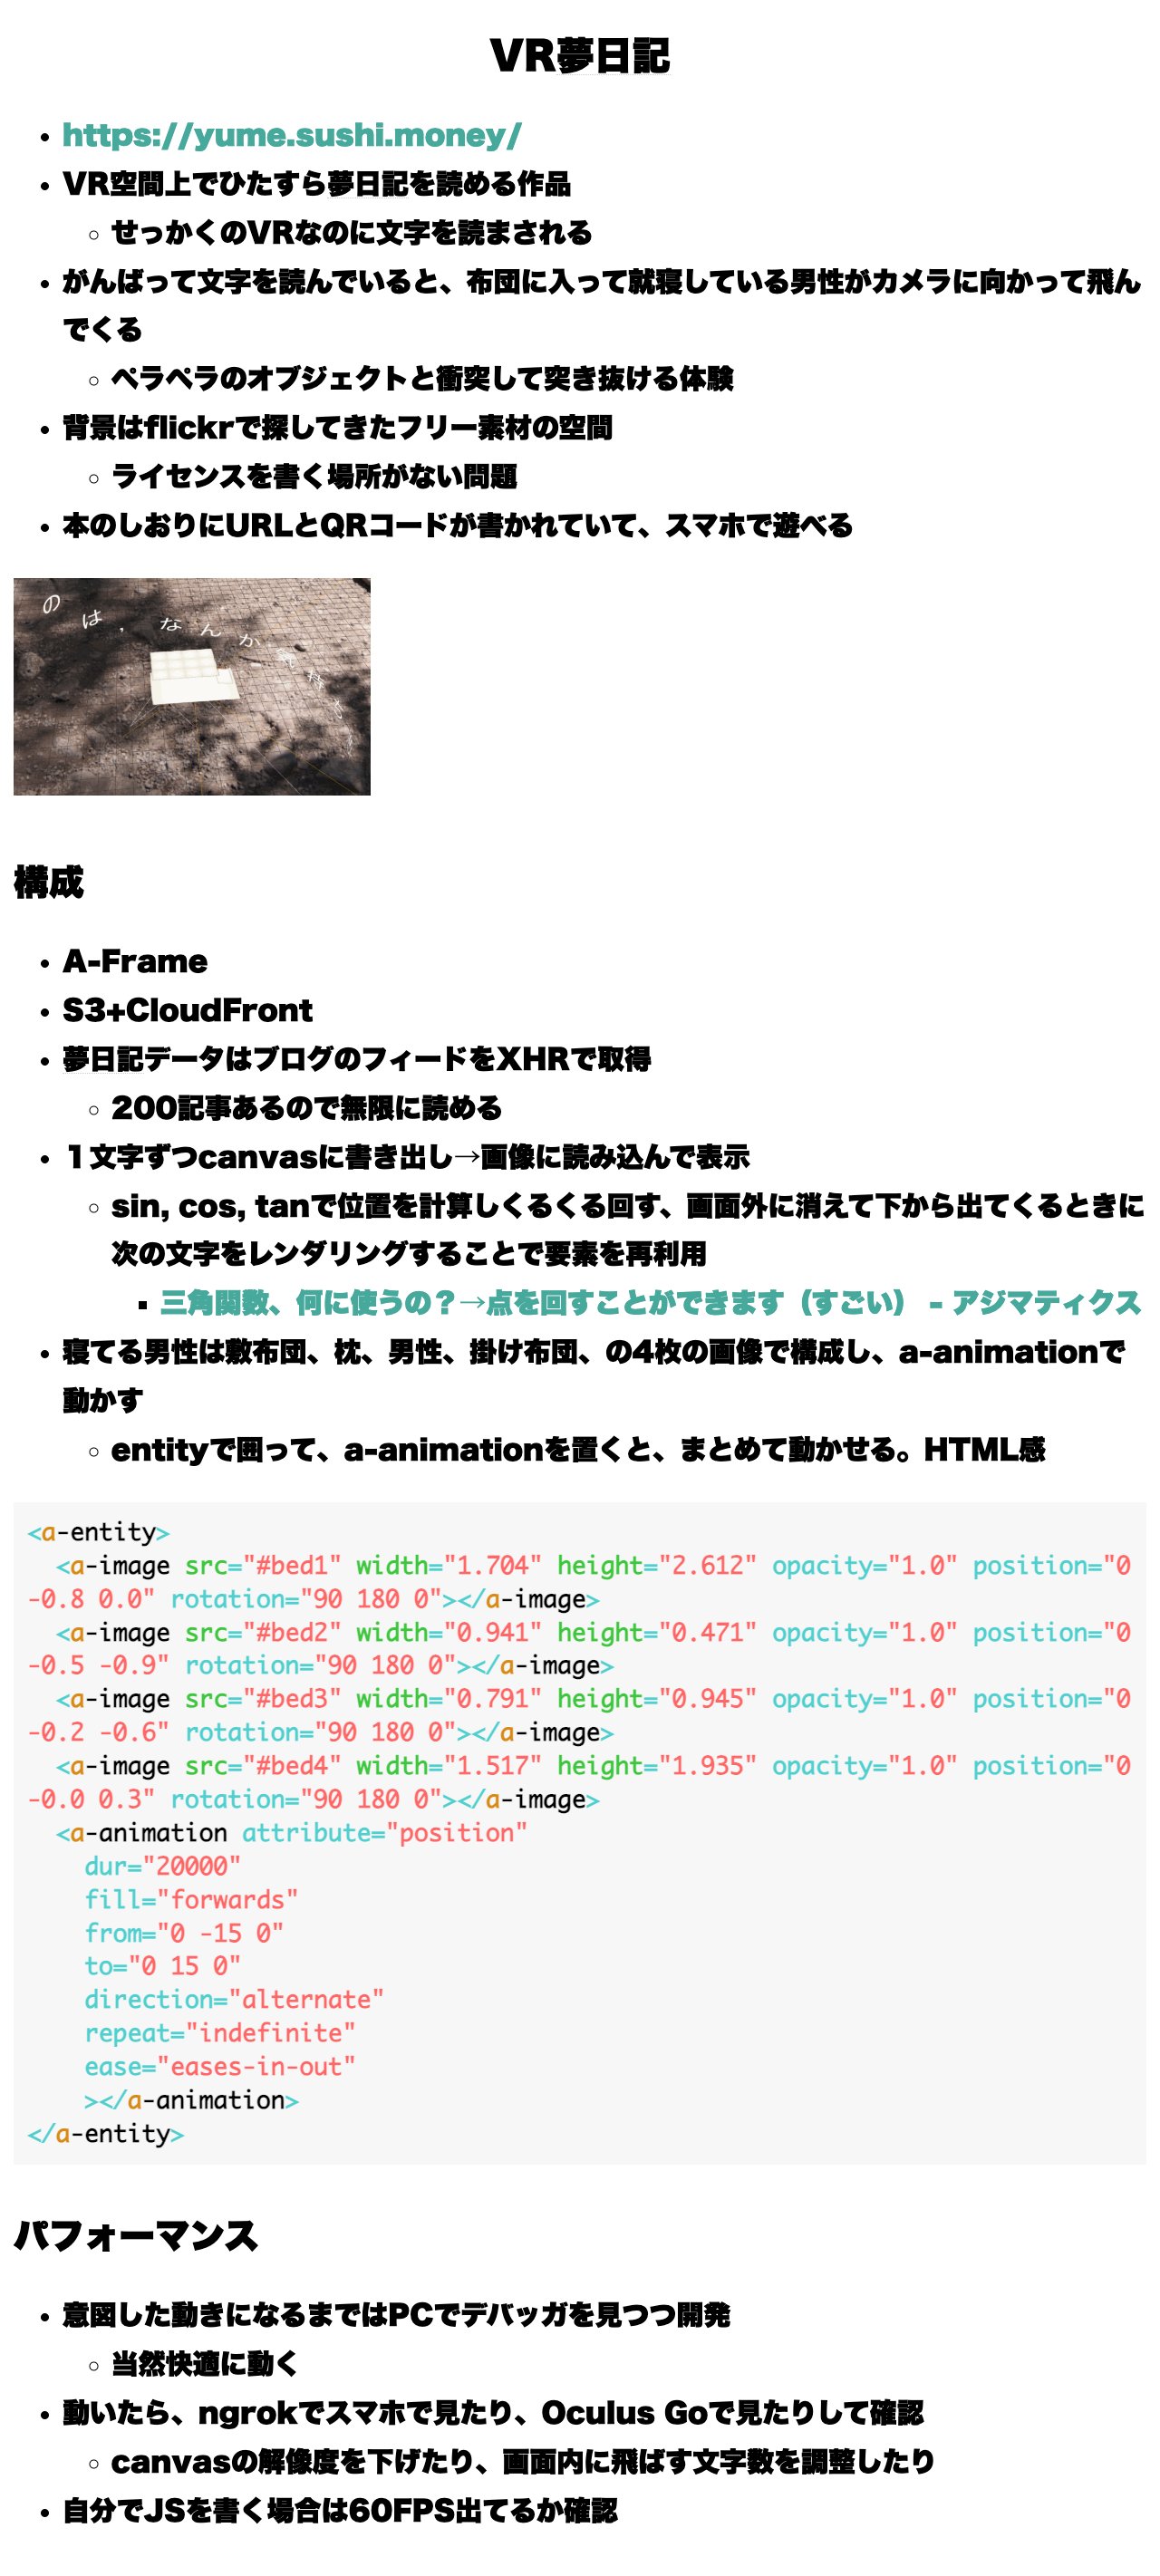 VR夢日記
https://yume.sushi.money/
VR空間上でひたすら夢日記を読める作品
せっかくのVRなのに文字を読まされる
がんばって文字を読んでいると、布団に入って就寝している男性がカメラに向かって飛ん
でくる
ペラペラのオブジェクトと衝突して突き抜ける体験
背景はflickrで探してきたフリー素材の空間
ライセンスを書く場所がない問題
本のしおりにURLとQRコードが書かれていて、スマホで遊べる
のは，なんか
構成
A-Frame
S3+CloudFront
夢日記データはブログのフィードをXHRで取得
200記事あるので無限に読める
１文字ずつcanvasに書き出し→画像に読み込んで表示
sin, cos, tanで位置を計算しくるくる回す、画面外に消えて下から出てくるときに
次の文字をレンダリングすることで要素を再利用
三角関数、何に使うの？→点を回すことができます（すごい） - アジマティクス
寝てる男性は敷布団、枕、男性、掛け布団、の4枚の画像で構成し、a-animationで
動かす
entityで囲って、a-animationを置くと、まとめて動かせる。HTML感
<a-entity>
<a-image src="#bed1" width="1.704" height="2.612" opacity="1.0" position="0
-0.8 0.0" rotation="90 180 0"></a-image>
<a-image src="#bed2" width="0.941" height="0.471" opacity="1.0" position="0
-0.5 -0.9" rotation="90 180 0"></a-image>
<a-image src="#bed3" width="0.791" height="0.945" opacity="1.0" position="0
-0.2 -0.6" rotation="90 180 0"></a-image>
<a-image src="#bed4" width="1.517" height="1.935" opacity="1.0" position="0
-0.0 0.3" rotation="90 180 0"></a-image>
<a-animation attribute="position"
dur="20000"
fill="forwards"
from="0 -15 0"
to="0 15 0"
direction="alternate"
repeat="indefinite"
ease="eases-in-out"
></a-animation>
</a-entity>
パフォーマンス
意図した動きになるまではPCでデバッガを見つつ開発
当然快適に動く
動いたら、ngrokでスマホで見たり、Oculus Goで見たりして確認
canvasの解像度を下げたり、画面内に飛ばす文字数を調整したり
自分でJSを書く場合は60FPS出てるか確認